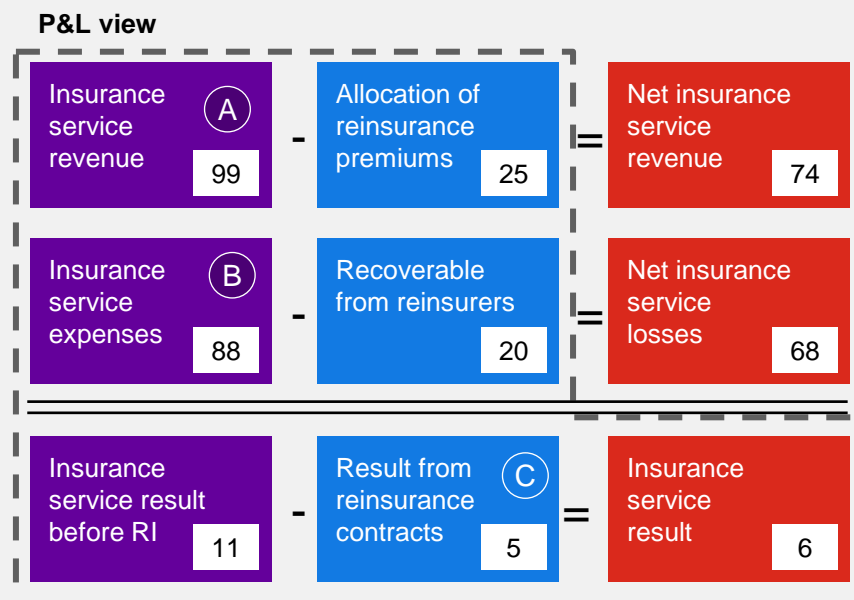 P&L view
Insurance
service
revenue
A
99
-
Allocation of
reinsurance
premiums
25
=
Net insurance
service
revenue
74
Insurance
service
expenses
B
88
-
Recoverable
from reinsurers
20
=
Net insurance
service
losses
68
Insurance
service result
before RI
11
-
Result from
reinsurance
contracts
C
5
=
Insurance
service
result
6